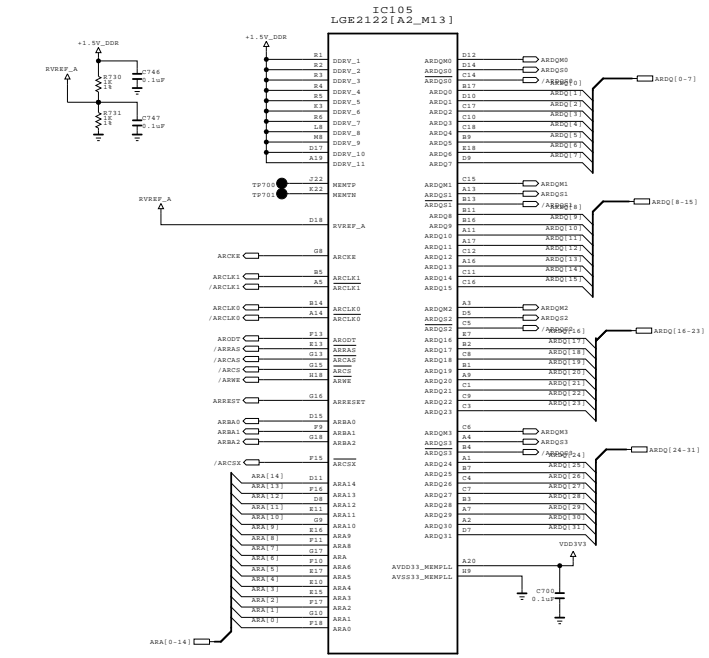 IC105
LGE2122[A2_M13]
+1.5V_DDR
RVREF_A
R730
1K
1%
R731
1K
1%
C746
0.1uF
C747
0.1uF
+1.5V_DDR
R1 DDRV_1
R2 DDRV_2
R3 DDRV_3
R4 DDRV_4
R5 DDRV_5
K3 DDRV_6
R6 DDRV_7
L8 DDRV_8
M8 DDRV_9
D17 DDRV_10
A19 DDRV_11
TP700 J22 MEMTP
TP701 K22 MEMTN
RVREF_A
D18 RVREF_A
ARCKE G8 ARCKE
ARCLK1 B5 ARCLK1
/ARCLK1 A5 ARCLK1
ARCLK0 B14 ARCLK0
/ARCLK0 A14 ARCLK0
ARODT F13 ARODT
/ARRAS E13 ARRAS
/ARCAS G13 ARCAS
/ARCS G15 ARCS
/ARWE H18 ARWE
ARREST G16 ARRESET
ARBA0 D15 ARBA0
ARBA1 F9 ARBA1
ARBA2 G18 ARBA2
/ARCSX F15 ARCSX
ARA[14] D11 ARA14
ARA[13] F16 ARA13
ARA[12] D8 ARA12
ARA[11] E11 ARA11
ARA[10] G9 ARA10
ARA[9] E16 ARA9
ARA[8] F11 ARA8
ARA[7] G17 ARA
ARA[6] F10 ARA6
ARA[5] E17 ARA5
ARA[4] E10 ARA4
ARA[3] E15 ARA3
ARA[2] F17 ARA2
ARA[1] G10 ARA1
ARA[0] F18 ARA0
ARA[0-14]
ARDQM0 D12 ARDQM0
ARDQS0 D14 ARDQS0
ARDQS0 C14 /ARDQS0
ARDQ0 B17 ARDQ[0]
ARDQ1 D10 ARDQ[1]
ARDQ2 C17 ARDQ[2]
ARDQ3 C10 ARDQ[3]
ARDQ4 C18 ARDQ[4]
ARDQ5 B9 ARDQ[5]
ARDQ6 E18 ARDQ[6]
ARDQ7 D9 ARDQ[7]
ARDQ[0-7]
ARDQM1 C15 ARDQM1
ARDQS1 A13 ARDQS1
ARDQS1 B13 /ARDQS1
ARDQ8 B11 ARDQ[8]
ARDQ9 B16 ARDQ[9]
ARDQ10 A11 ARDQ[10]
ARDQ11 A17 ARDQ[11]
ARDQ12 C12 ARDQ[12]
ARDQ13 A16 ARDQ[13]
ARDQ14 C11 ARDQ[14]
ARDQ15 C16 ARDQ[15]
ARDQ[8-15]
ARDQM2 A3 ARDQM2
ARDQS2 D5 ARDQS2
ARDQS2 C5
ARDQ16 E7 ARDQ[16]
ARDQ17 B2 ARDQ[17]
ARDQ18 C8 ARDQ[18]
ARDQ19 B1 ARDQ[19]
ARDQ20 A9 ARDQ[20]
ARDQ21 C1 ARDQ[21]
ARDQ22 C9 ARDQ[22]
ARDQ23 C3 ARDQ[23]
ARDQ[16-23]
ARDQM3 C6 ARDQM3
ARDQS3 A4 ARDQS3
ARDQS3 B4
ARDQ24 A1 ARDQ[24]
ARDQ25 B7 ARDQ[25]
ARDQ26 C4 ARDQ[26]
ARDQ27 C7 ARDQ[27]
ARDQ28 B3 ARDQ[28]
ARDQ29 A7 ARDQ[29]
ARDQ30 A2 ARDQ[30]
ARDQ31 D7 ARDQ[31]
ARDQ[24-31]
VDD3V3
AVDD33_MEMPLL A20
AVSS33_MEMPLL H9
C700
0.1uF